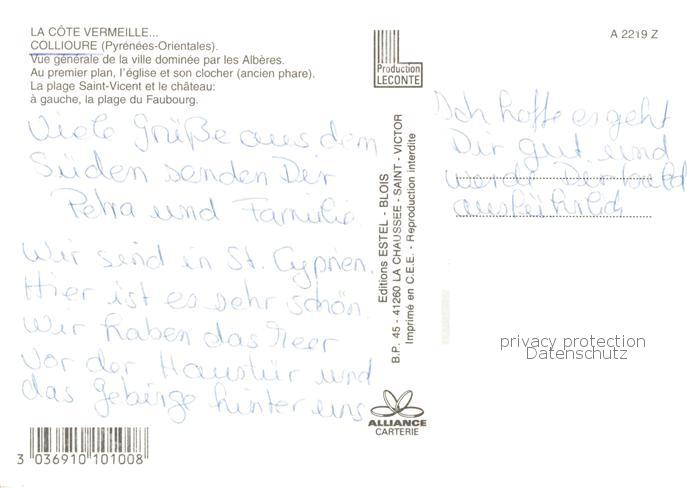 LA CÔTE VERMEILLE...
COLLIOURE (Pyrénées-Orientales).
Vue générale de la ville dominée par les Albères.
Au premier plan, l'église et son clocher (ancien phare).
La plage Saint-Vicent et le château:
à gauche, la plage du Faubourg.
Viele Grüße aus dem
Süden senden Dir
Petra und Familie.
Wir sind in St. Cyprien.
Hier ist es sehr schön.
Wir haben das Meer
vor der Haustür und
das Gebirge hinter uns
3 036910 101008
Production
LECONTE
Editions ESTEL - BLOIS
B.P. 45 - 41260 LA CHAUSSEE - SAINT - VICTOR
Imprimé en C.E.E. - Reproduction interdite
ALLIANCE
CARTERIE
A 2219 Z
Ich hoffe es geht
Dir gut und
werde Dir bald
ausführlich
privacy protection
Datenschutz